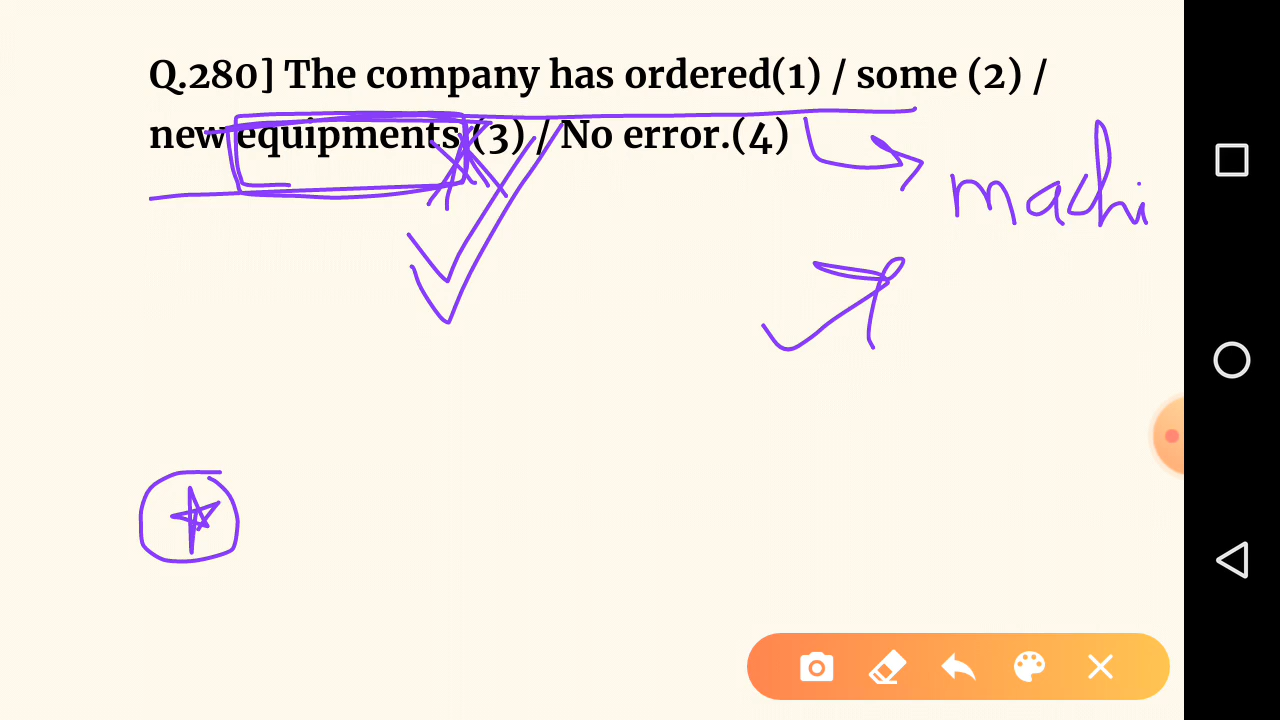 Q.280] The company has ordered(1) / some (2) /
new equipments (3) / No error.(4)
machi